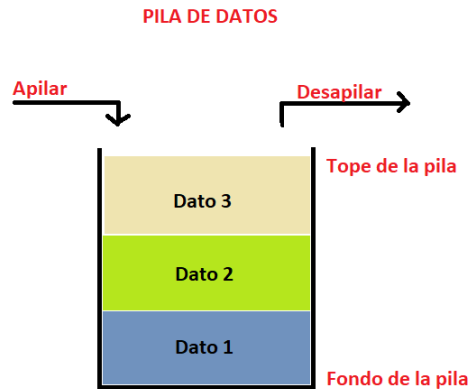 PILA DE DATOS
Apilar
Desapilar
Tope de la pila
Dato 3
Dato 2
Dato 1
Fondo de la pila